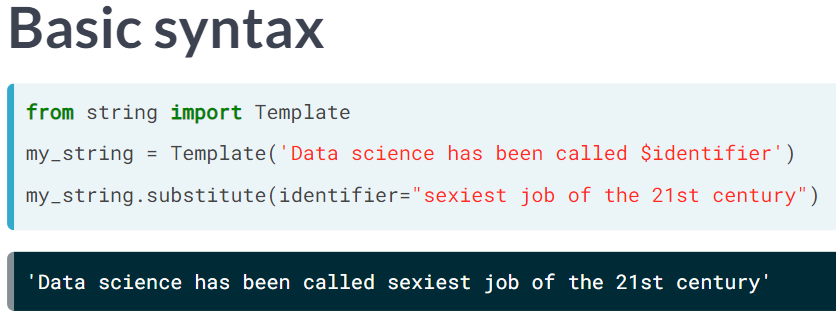 Basic syntax
from string import Template
my_string = Template('Data science has been called $identifier')
my_string.substitute(identifier="sexiest job of the 21st century")
'Data science has been called sexiest job of the 21st century'